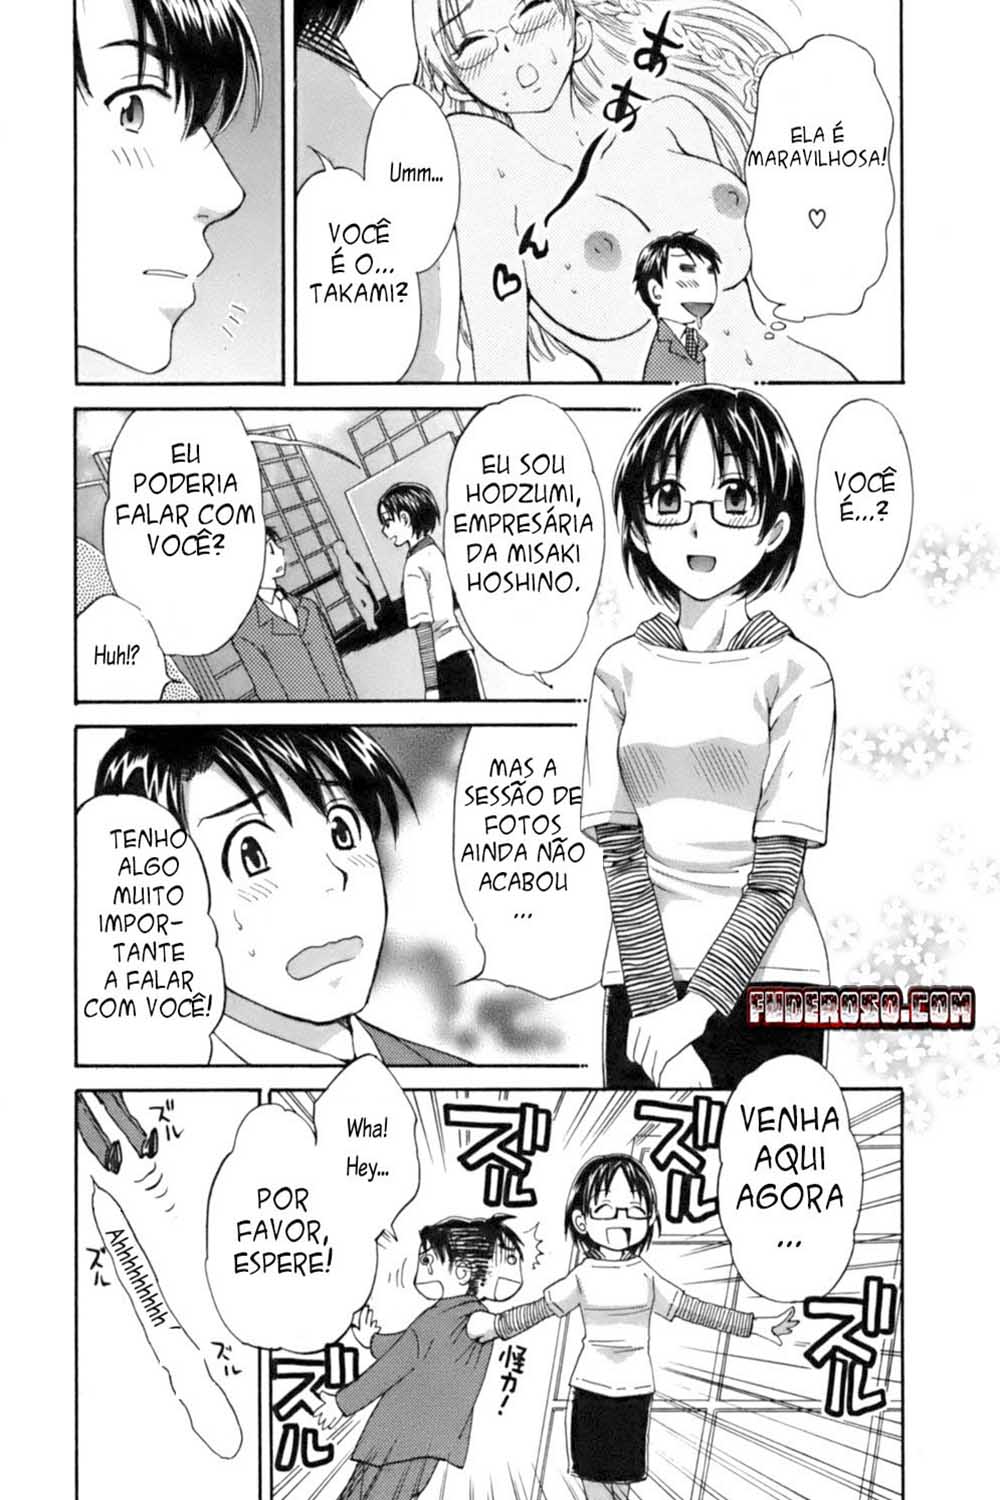 ELA É
MARAVILHOSA!
♡
あ
あ
ん♡
Umm...
VOCÊ
É O...
TAKAMI?
VOCÊ
É...?
EU SOU
HODZUMI,
EMPRESÁRIA
DA MISAKI
HOSHINO.
EU
PODERIA
FALAR COM
VOCÊ?
Huh!?
MAS A
SESSÃO DE
FOTOS
AINDA NÃO
ACABOU
...
TENHO
ALGO
MUITO
IMPOR-
TANTE
A FALAR
COM VOCÊ!
FUDEROSO.COM
VENHA
AQUI
AGORA
...
ズル
ズル
ズル
ズル
怪力!
Wha!
Hey...
POR
FAVOR,
ESPERE!
ズル
ズル
ズル
Ahhhhhhhhh